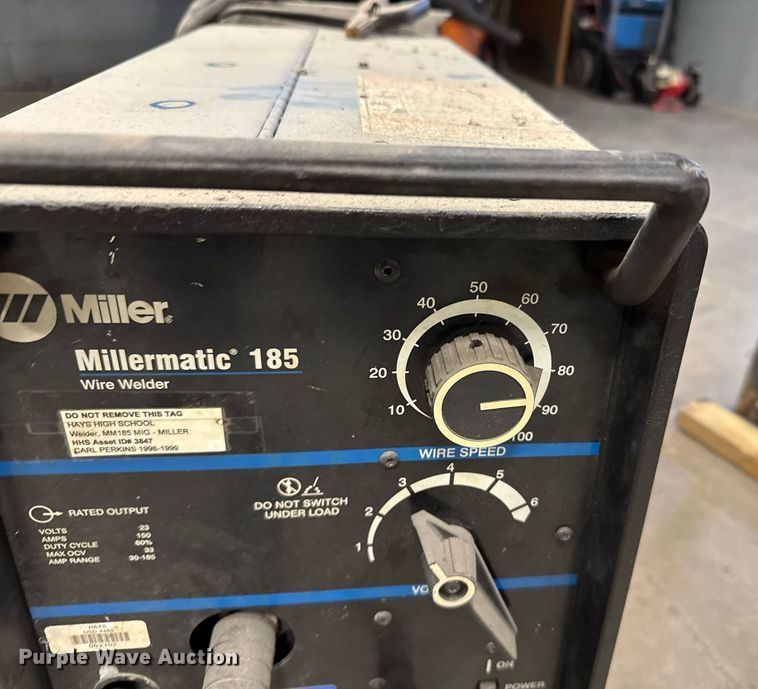 Miller®
Millermatic® 185
Wire Welder
DO NOT REMOVE THIS TAG
HAYS HIGH SCHOOL
Welder, MM185 MIG - MILLER
HHS Asset ID# 3847
CARL PERKINS 1998-1999
10 20 30 40 50 60 70 80 90 100
WIRE SPEED
RATED OUTPUT
VOLTS 23
AMPS 150
DUTY CYCLE 60%
MAX OCV 33
AMP RANGE 30-185
DO NOT SWITCH
UNDER LOAD
1 2 3 4 5 6
VO
HAYS
002102
ON
POWER
Purple Wave Auction